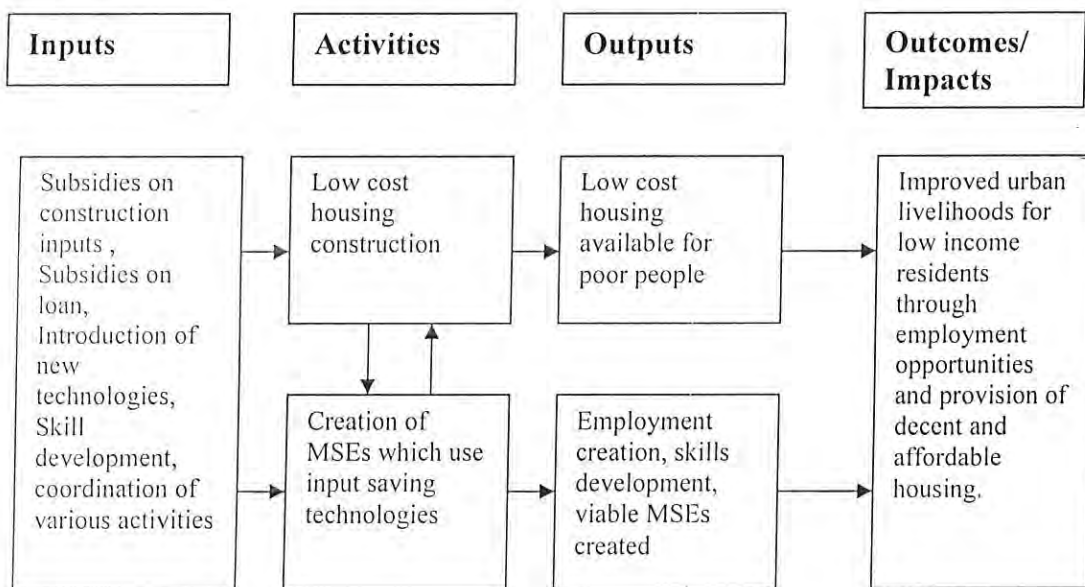 Inputs
Activities
Outputs
Outcomes/
Impacts
Subsidies on
construction
inputs ,
Subsidies on
loan,
Introduction of
new
technologies,
Skill
development,
coordination of
various activities
Low cost
housing
construction
Creation of
MSEs which use
input saving
technologies
Low cost
housing
available for
poor people
Employment
creation, skills
development,
viable MSEs
created
Improved urban
livelihoods for
low income
residents
through
employment
opportunities
and provision of
decent and
affordable
housing.